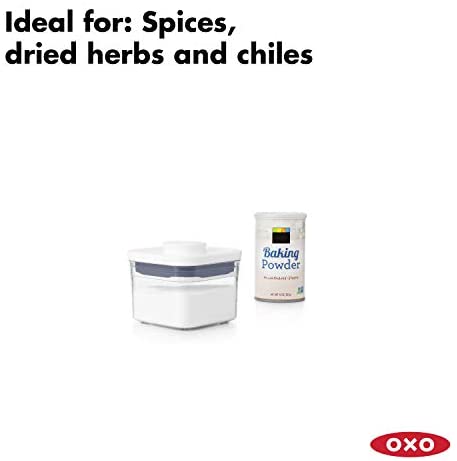 Ideal for: Spices,
dried herbs and chiles
Baking
Powder
OXO